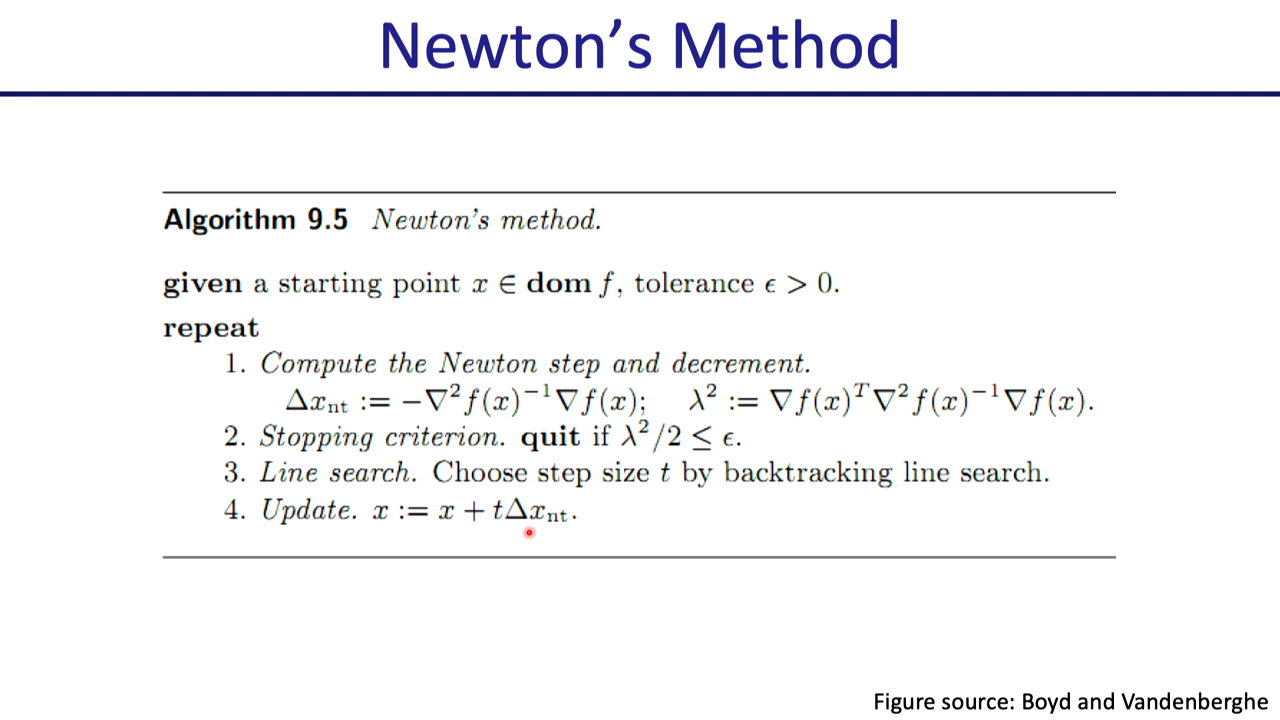 Newton's Method
Algorithm 9.5 Newton's method.
given a starting point x ∈ dom f, tolerance ϵ > 0.
repeat
1. Compute the Newton step and decrement.
Δxₙₜ := −∇²f(x)⁻¹∇f(x); λ² := ∇f(x)ᵀ∇²f(x)⁻¹∇f(x).
2. Stopping criterion. quit if λ²/2 ≤ ϵ.
3. Line search. Choose step size t by backtracking line search.
4. Update. x := x + tΔxₙₜ.
Figure source: Boyd and Vandenberghe